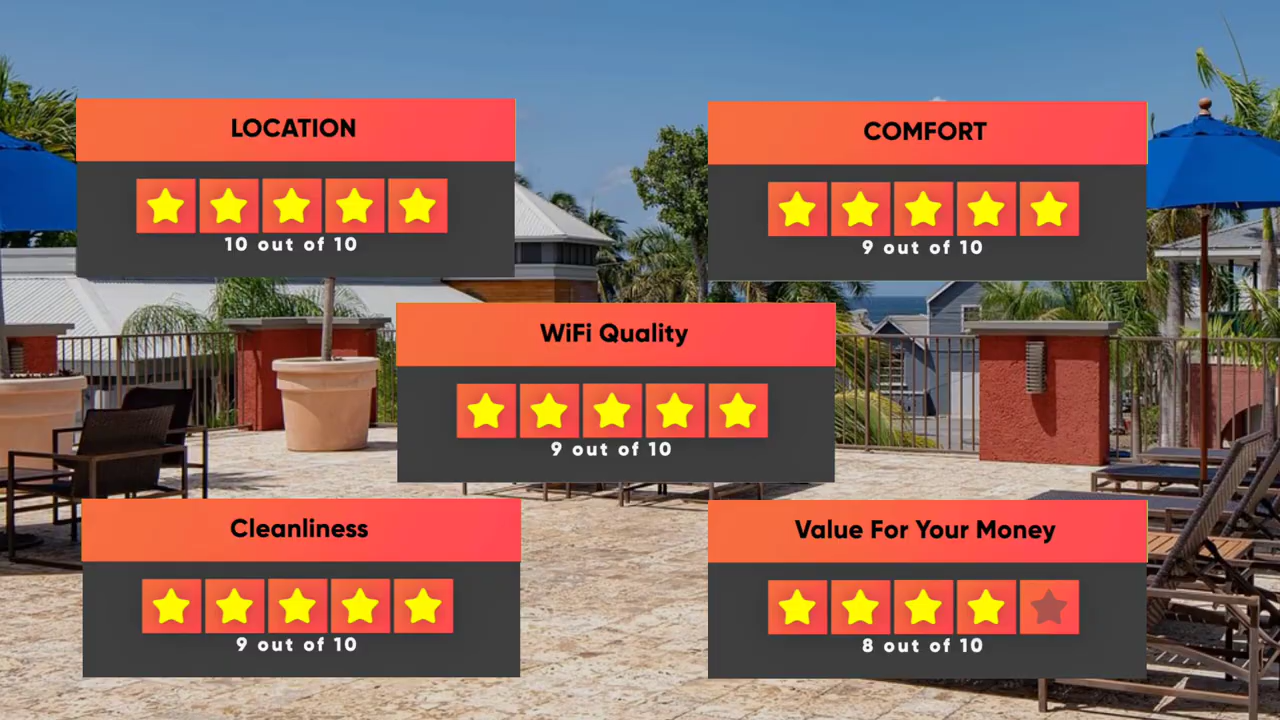 LOCATION
10 out of 10
COMFORT
9 out of 10
WiFi Quality
9 out of 10
Cleanliness
9 out of 10
Value For Your Money
8 out of 10